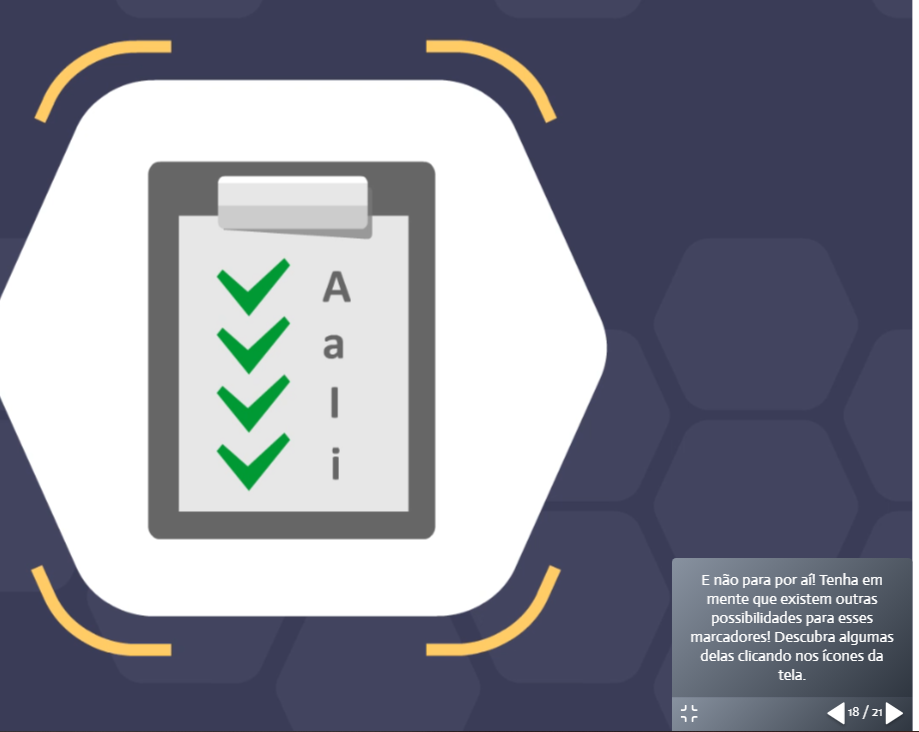 A
a
I
i
E não para por aí! Tenha em
mente que existem outras
possibilidades para esses
marcadores! Descubra algumas
delas clicando nos ícones da
tela.
18 / 21